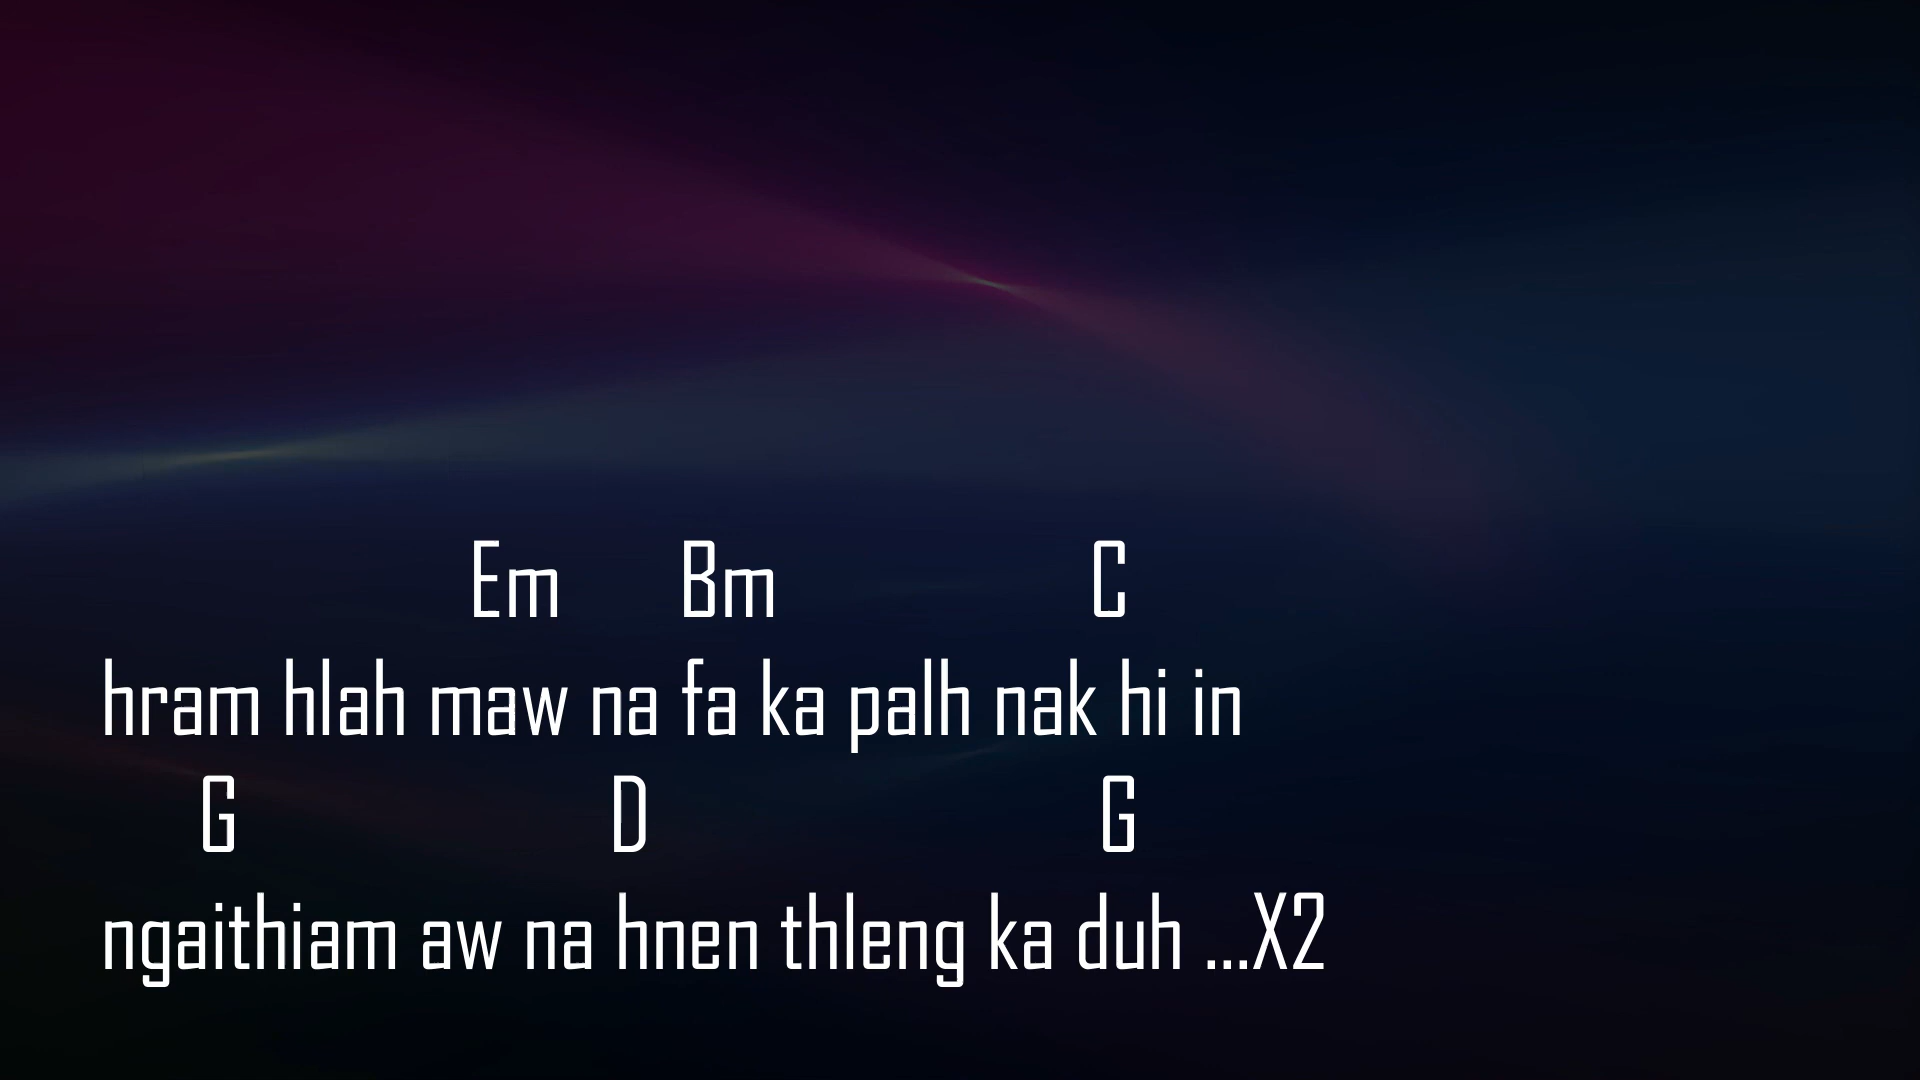 Em Bm C
hram hlah maw na fa ka palh nak hi in
G D G
ngaithiam aw na hnen thleng ka duh ...X2